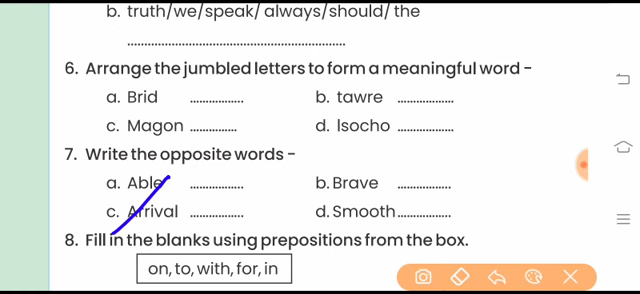 b. truth/we/speak/ always/should/ the
..............................................................
6. Arrange the jumbled letters to form a meaningful word -
a. Brid ................ b. tawre .................
c. Magon .............. d. lsocho .................
7. Write the opposite words -
a. Able ................ b. Brave ................
c. Arrival ................ d. Smooth................
8. Fill in the blanks using prepositions from the box.
on, to, with, for, in